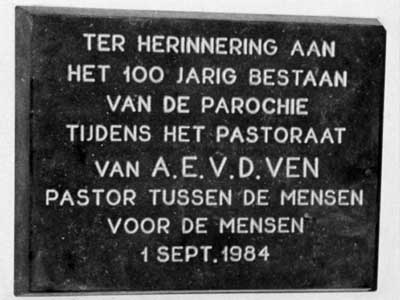 TER HERINNERING AAN
HET 100 JARIG BESTAAN
VAN DE PAROCHIE
TIJDENS HET PASTORAAT
VAN A.E.V.D.VEN
PASTOR TUSSEN DE MENSEN
VOOR DE MENSEN
1 SEPT. 1984